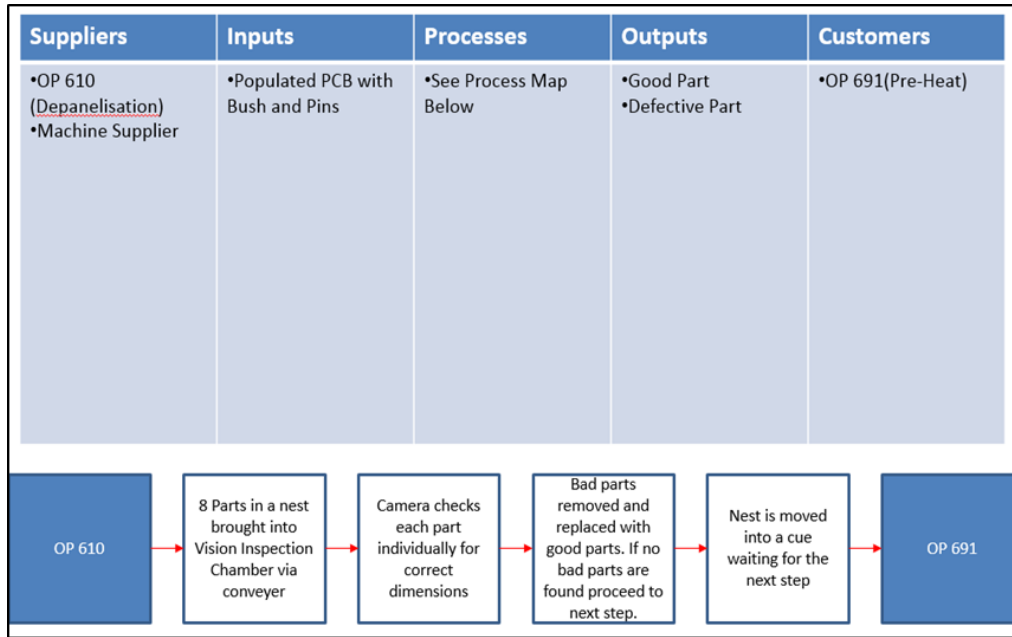 Suppliers
Inputs
Processes
Outputs
Customers
•OP 610
(Depanelisation)
•Machine Supplier
•Populated PCB with
Bush and Pins
•See Process Map
Below
•Good Part
•Defective Part
•OP 691(Pre-Heat)
OP 610
8 Parts in a nest
brought into
Vision Inspection
Chamber via
conveyer
Camera checks
each part
individually for
correct
dimensions
Bad parts
removed and
replaced with
good parts. If no
bad parts are
found proceed to
next step.
Nest is moved
into a cue
waiting for the
next step
OP 691